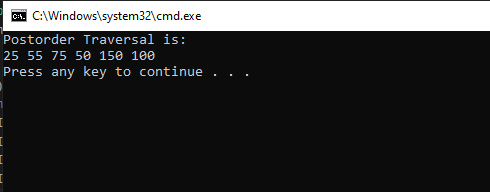 C:\Windows\system32\cmd.exe
Postorder Traversal is:
25 55 75 50 150 100
Press any key to continue . . .